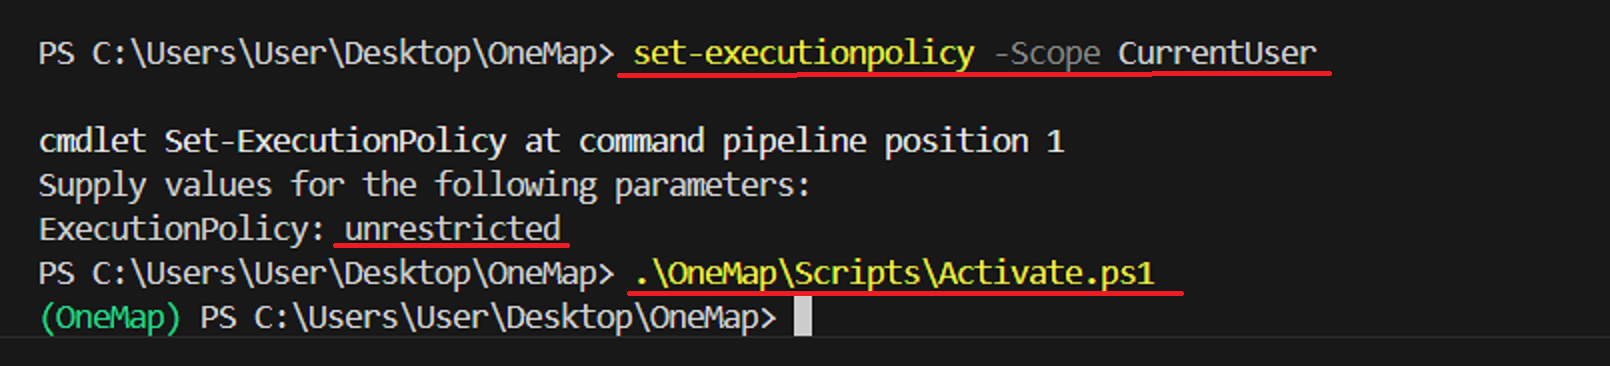 PS C:\Users\User\Desktop\OneMap> set-executionpolicy -Scope CurrentUser
cmdlet Set-ExecutionPolicy at command pipeline position 1
Supply values for the following parameters:
ExecutionPolicy: unrestricted
PS C:\Users\User\Desktop\OneMap> .\OneMap\Scripts\Activate.ps1
(OneMap) PS C:\Users\User\Desktop\OneMap>